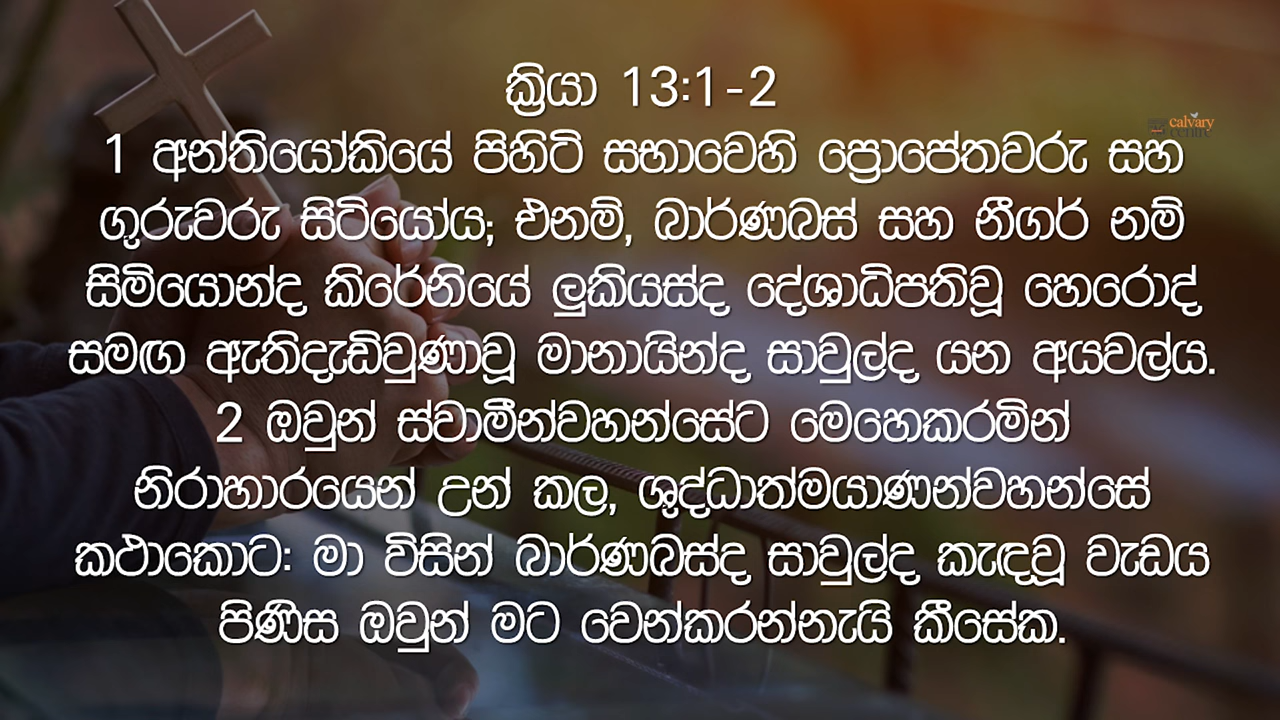 ක්‍රියා 13:1-2
calvary
centre
1 අන්තියෝකියේ පිහිටි සභාවෙහි ප්‍රොපේතවරු සහ
ගුරුවරු සිටියෝය; එනම්, බාර්ණබස් සහ නීගර් නම්
සිමියොන්ද කිරේනියේ ලුකියස්ද දේශාධිපතිවූ හෙරොද්
සමඟ ඇතිදැඩිවුණාවූ මානායින්ද සාවුල්ද යන අයවල්ය.
2 ඔවුන් ස්වාමීන්වහන්සේට මෙහෙකරමින්
නිරාහාරයෙන් උන් කල, ශුද්ධාත්මයාණන්වහන්සේ
කථාකොට: මා විසින් බාර්ණබස්ද සාවුල්ද කැඳවූ වැඩය
පිණිස ඔවුන් මට වෙන්කරන්නැයි කීසේක.